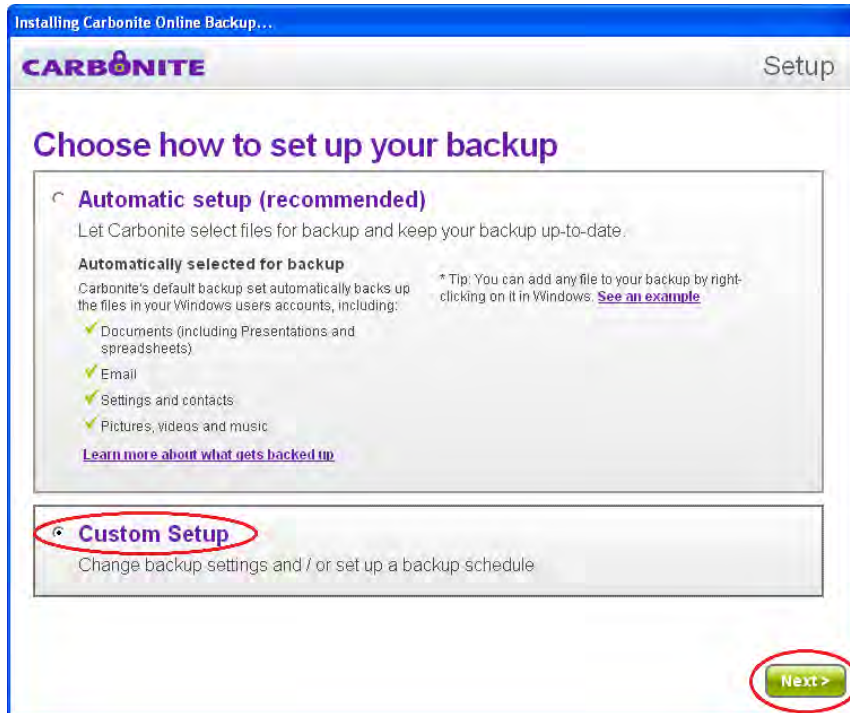 Installing Carbonite Online Backup...
CARBONITE
Setup
Choose how to set up your backup
Automatic setup (recommended)
Let Carbonite select files for backup and keep your backup up-to-date.
Automatically selected for backup
Carbonite's default backup set automatically backs up
the files in your Windows users accounts, including:
Documents (including Presentations and
spreadsheets)
Email
Settings and contacts
Pictures, videos and music
Learn more about what gets backed up
* Tip: You can add any file to your backup by right-
clicking on it in Windows. See an example
Custom Setup
Change backup settings and / or set up a backup schedule
Next >